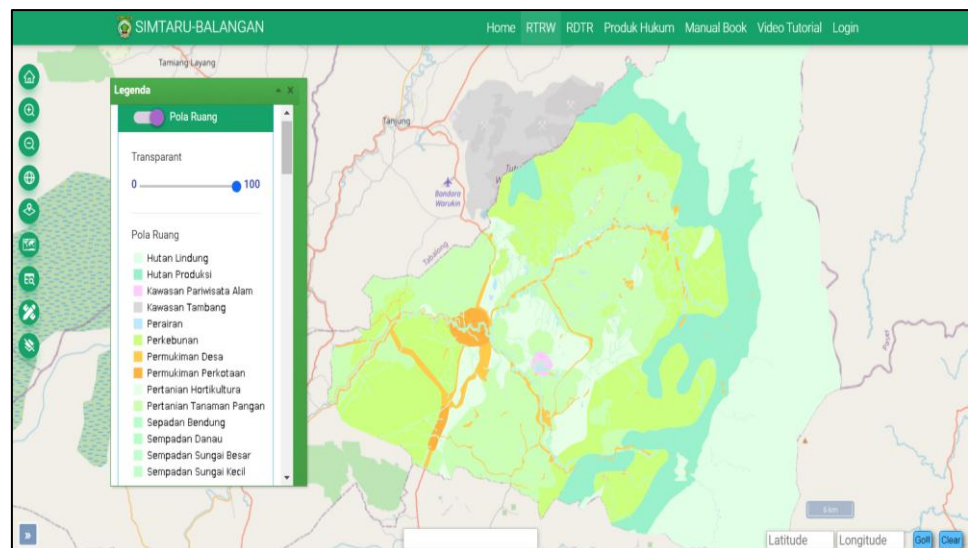 SIMTARU-BALANGAN
Home RTRW RDTR Produk Hukum Manual Book Video Tutorial Login
Tamiang Layang
Legenda
Pola Ruang
Transparant
0 100
Pola Ruang
Hutan Lindung
Hutan Produksi
Kawasan Pariwisata Alam
Kawasan Tambang
Perairan
Perkebunan
Permukiman Desa
Permukiman Perkotaan
Pertanian Hortikultura
Pertanian Tanaman Pangan
Sepadan Bendung
Sempadan Danau
Sempadan Sungai Besar
Sempadan Sungai Kecil
Tanjung
Bandara
Warukin
Tabalong
Paser
6 km
Latitude Longitude Go!! Clear